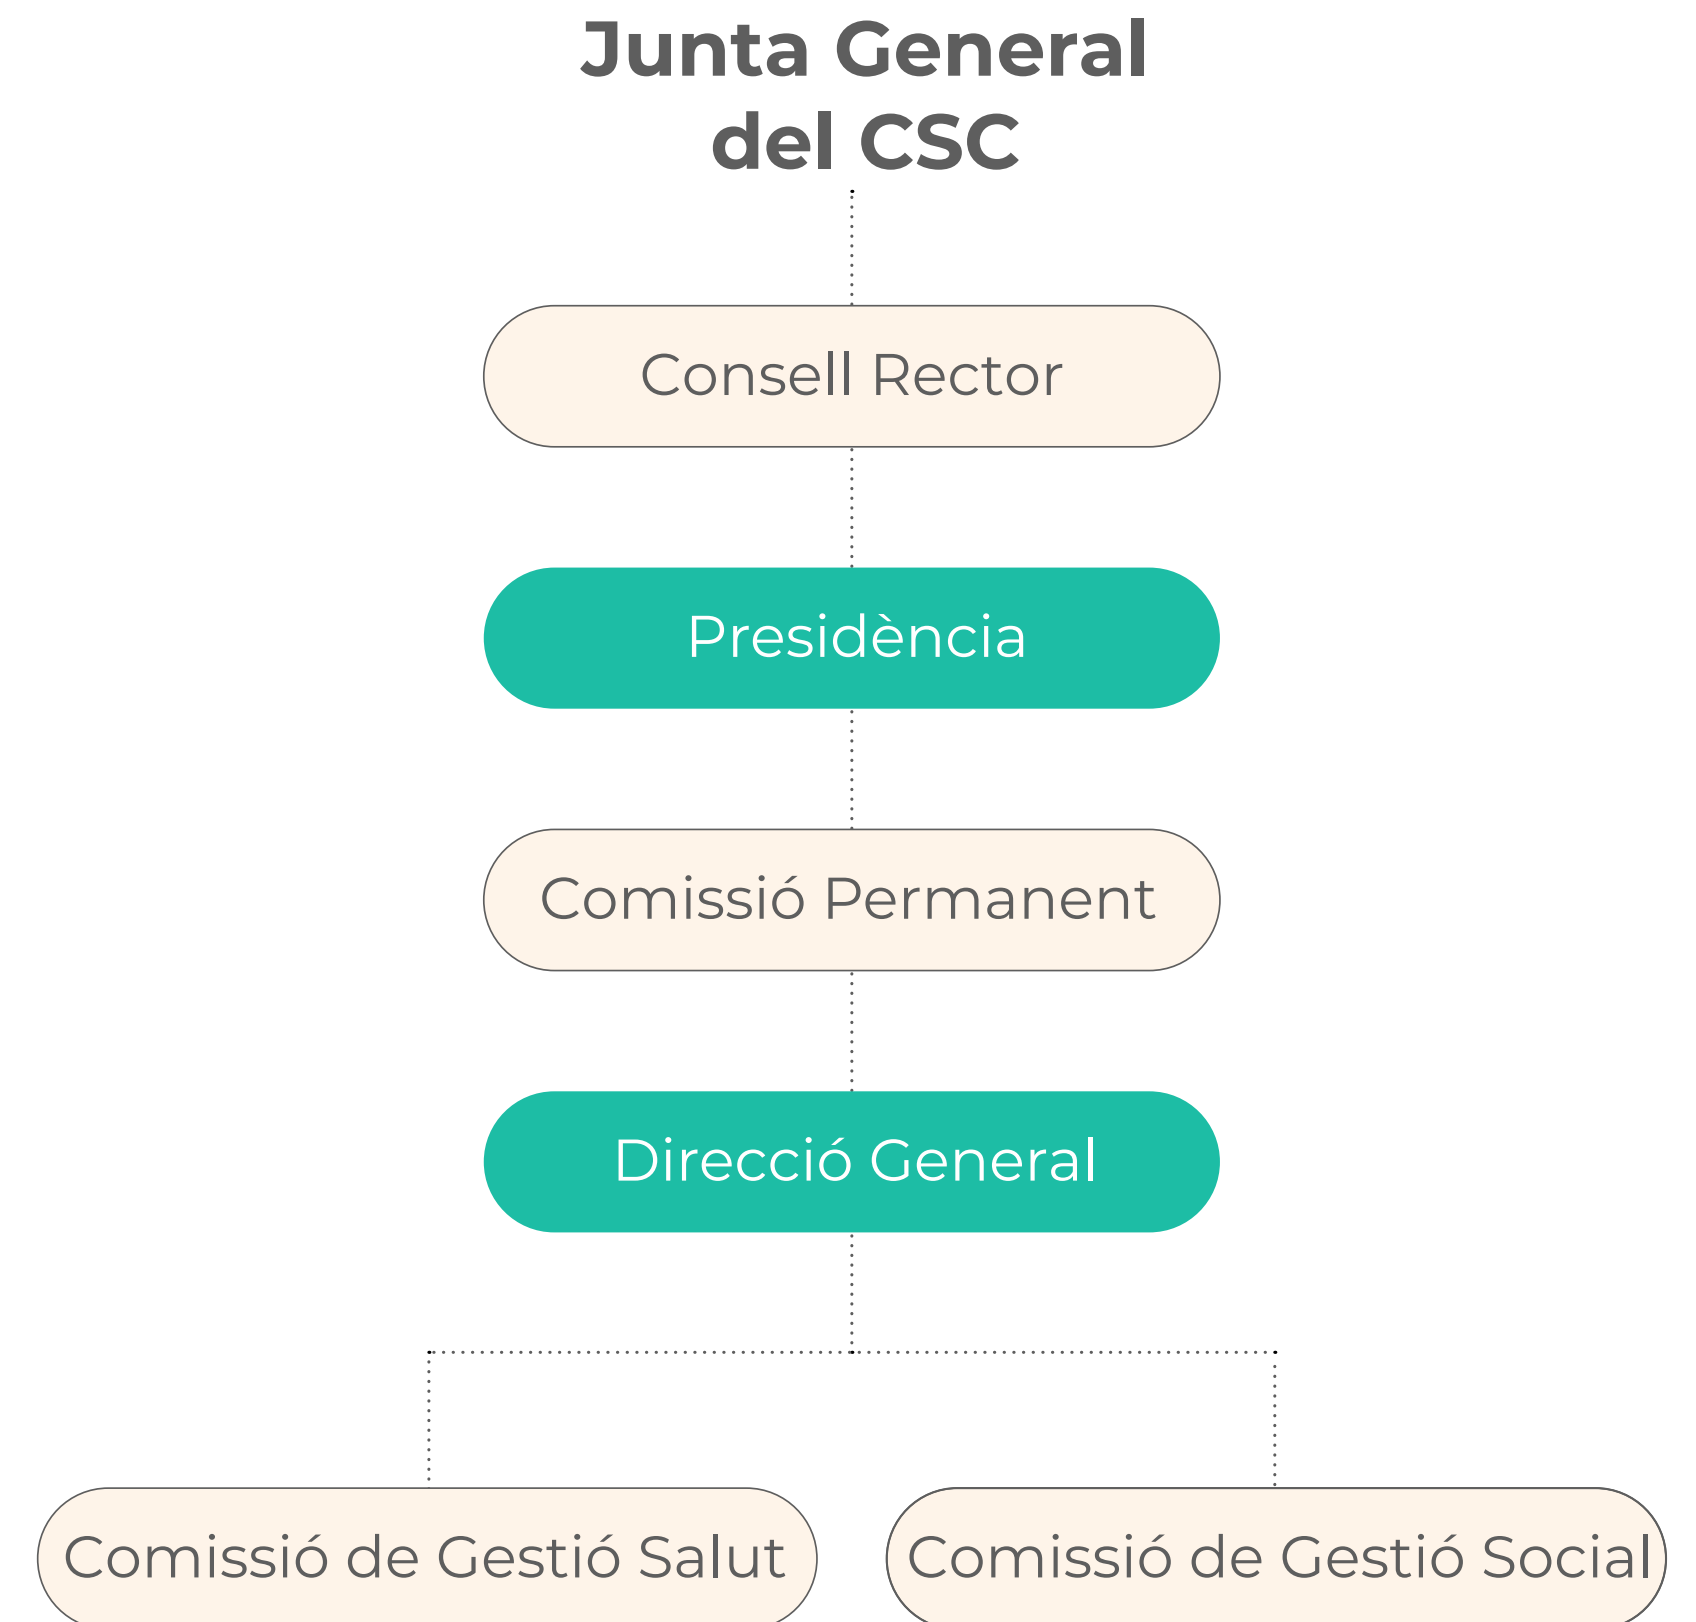 Junta General
del CSC
Consell Rector
Presidència
Comissió Permanent
Direcció General
Comissió de Gestió Salut
Comissió de Gestió Social